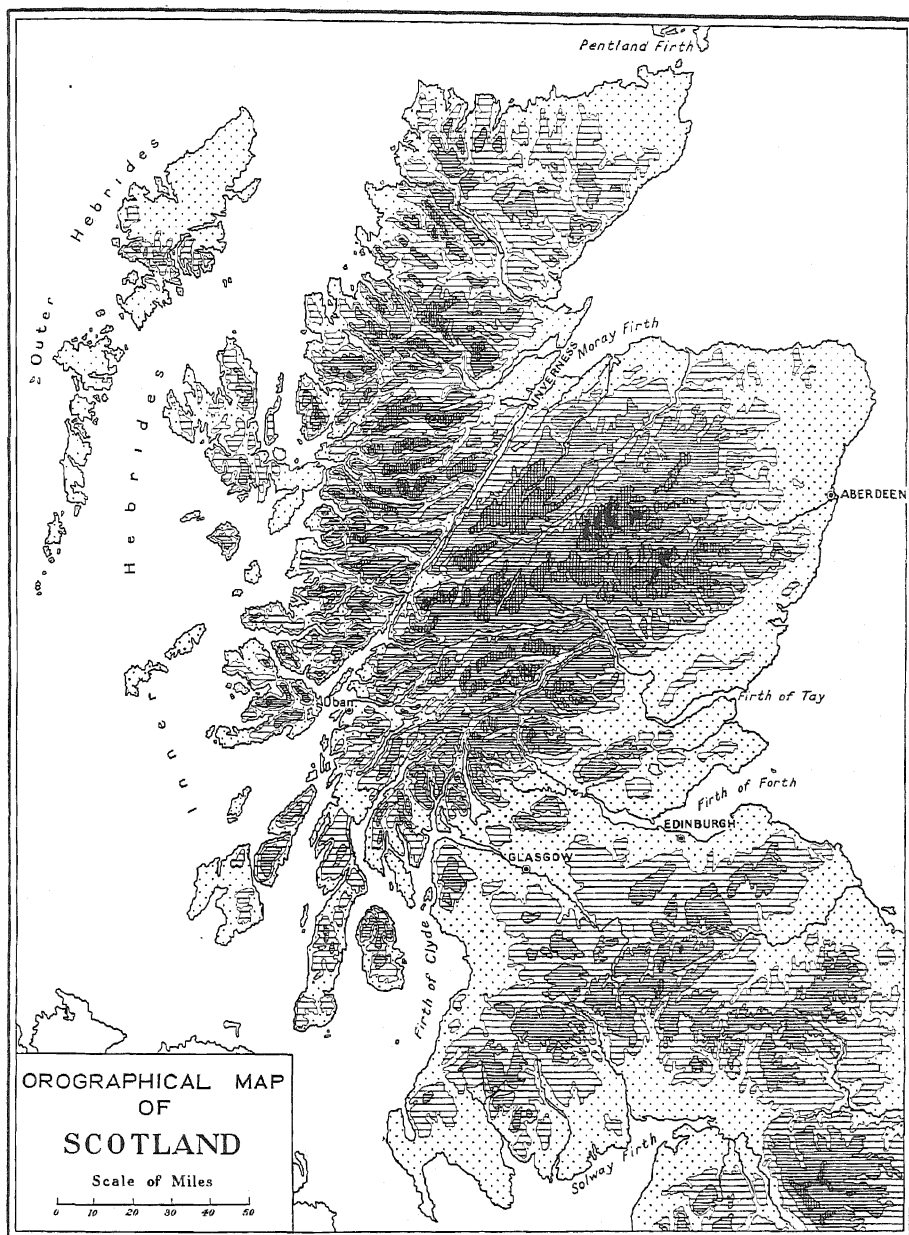 Pentland Firth
Outer Hebrides
Inner Hebrides
Moray Firth
INVERNESS
ABERDEEN
Oban
Firth of Tay
Firth of Forth
EDINBURGH
GLASGOW
Firth of Clyde
Solway Firth
OROGRAPHICAL MAP
OF
SCOTLAND
Scale of Miles
0 10 20 30 40 50